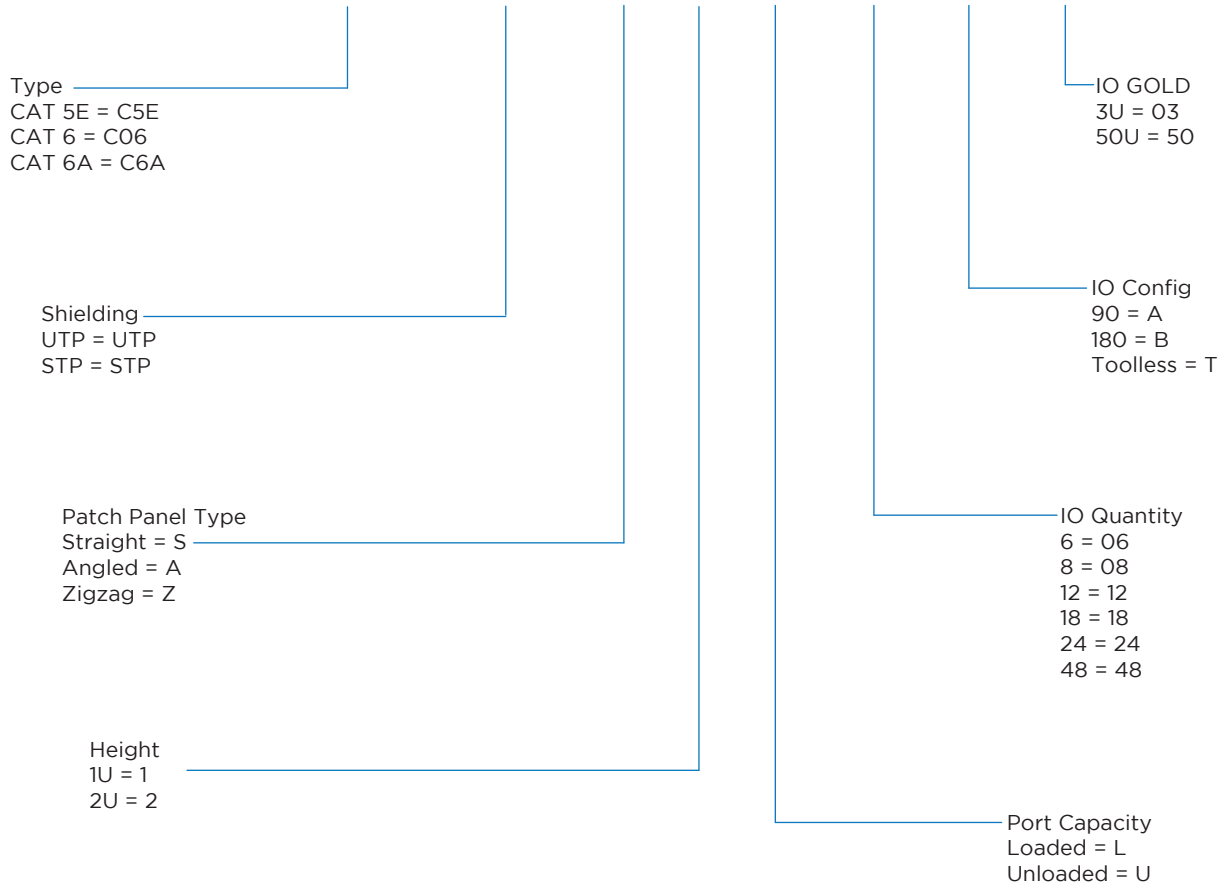 Type
CAT 5E = C5E
CAT 6 = C06
CAT 6A = C6A
IO GOLD
3U = 03
50U = 50
Shielding
UTP = UTP
STP = STP
IO Config
90 = A
180 = B
Toolless = T
Patch Panel Type
Straight = S
Angled = A
Zigzag = Z
IO Quantity
6 = 06
8 = 08
12 = 12
18 = 18
24 = 24
48 = 48
Height
1U = 1
2U = 2
Port Capacity
Loaded = L
Unloaded = U